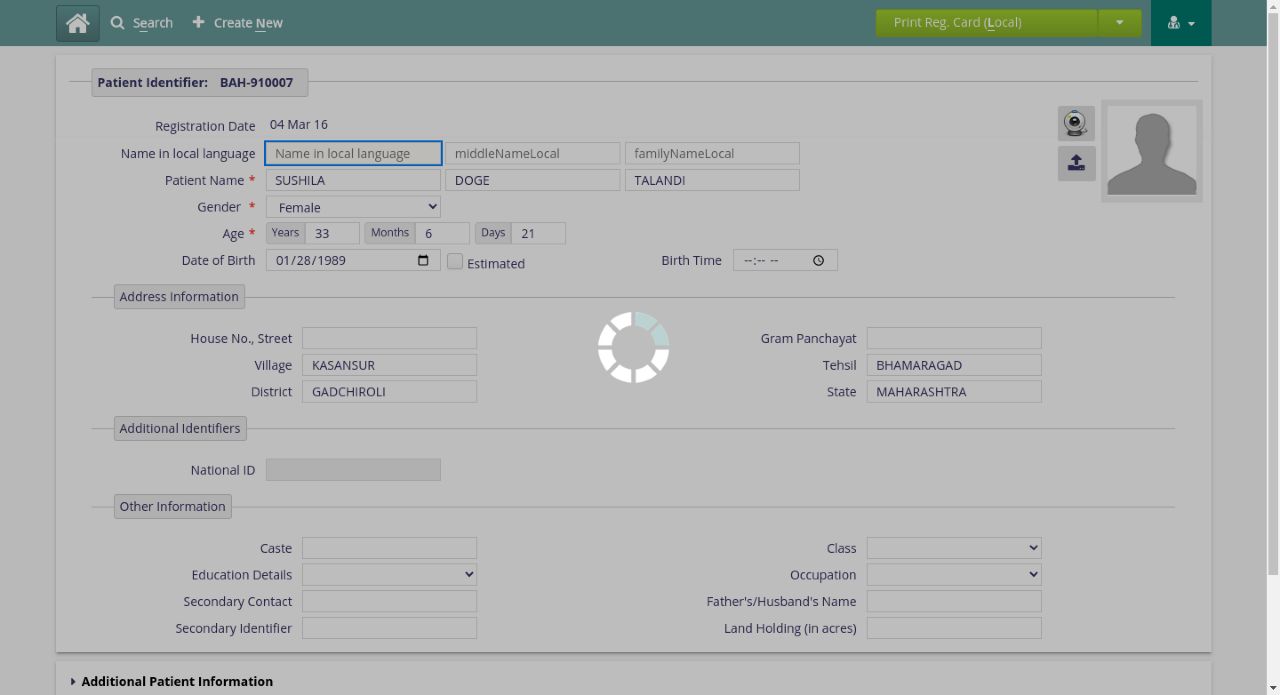 Search Create New Print Reg. Card (Local)
Patient Identifier: BAH-910007
Registration Date 04 Mar 16
Name in local language Name in local language middleNameLocal familyNameLocal
Patient Name * SUSHILA DOGE TALANDI
Gender * Female
Age * Years 33 Months 6 Days 21
Date of Birth 01/28/1989 Estimated Birth Time --:-- --
Address Information
House No., Street Gram Panchayat
Village KASANSUR Tehsil BHAMARAGAD
District GADCHIROLI State MAHARASHTRA
Additional Identifiers
National ID
Other Information
Caste Class
Education Details Occupation
Secondary Contact Father's/Husband's Name
Secondary Identifier Land Holding (in acres)
Additional Patient Information